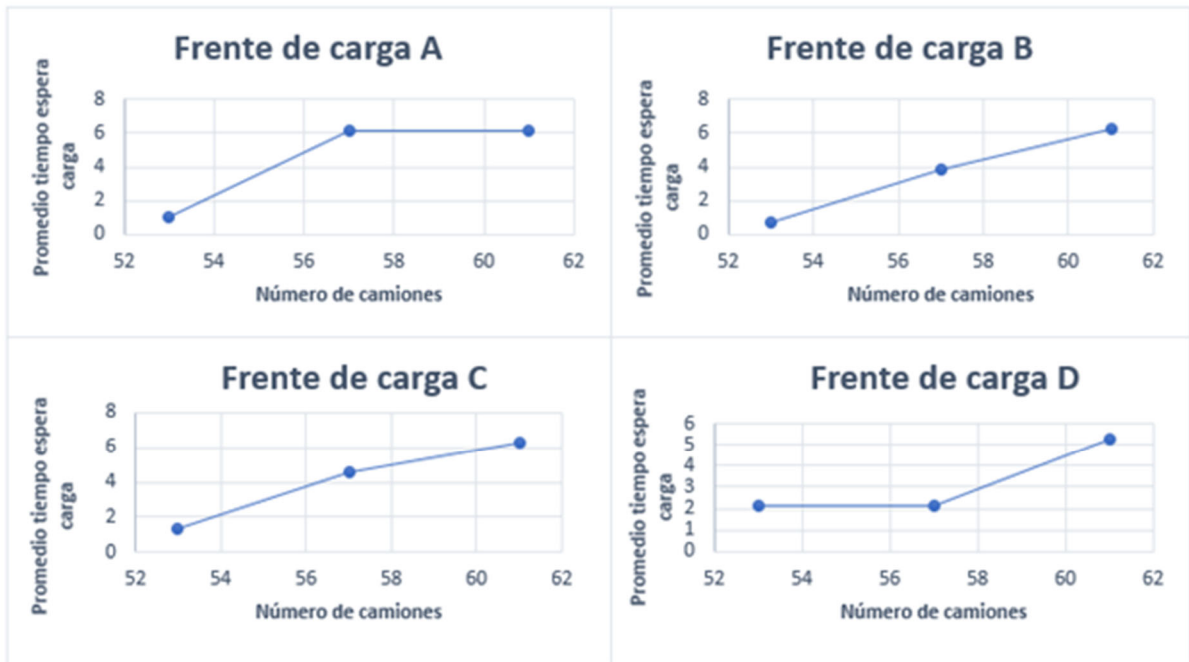 Frente de carga A
Promedio tiempo espera
carga
8
6
4
2
0
52 54 56 58 60 62
Número de camiones
Frente de carga B
Promedio tiempo espera
carga
8
6
4
2
0
52 54 56 58 60 62
Número de camiones
Frente de carga C
Promedio tiempo espera
carga
8
6
4
2
0
52 54 56 58 60 62
Número de camiones
Frente de carga D
Promedio tiempo espera
carga
6
5
4
3
2
1
0
52 54 56 58 60 62
Número de camiones